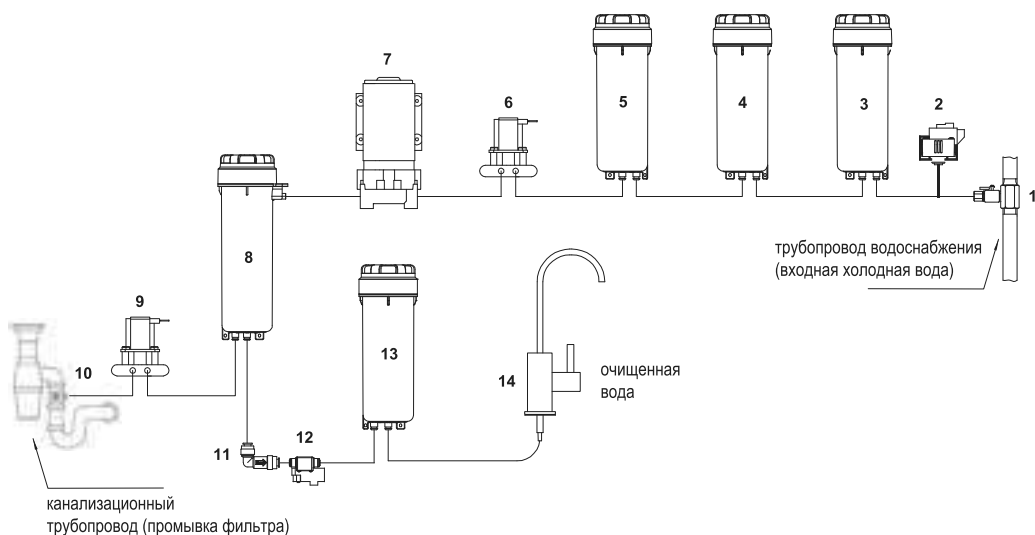 7
6
5
4
3
2
1
8
трубопровод водоснабжения
(входная холодная вода)
9
10
13
14
очищенная
вода
11
12
канализационный
трубопровод (промывка фильтра)